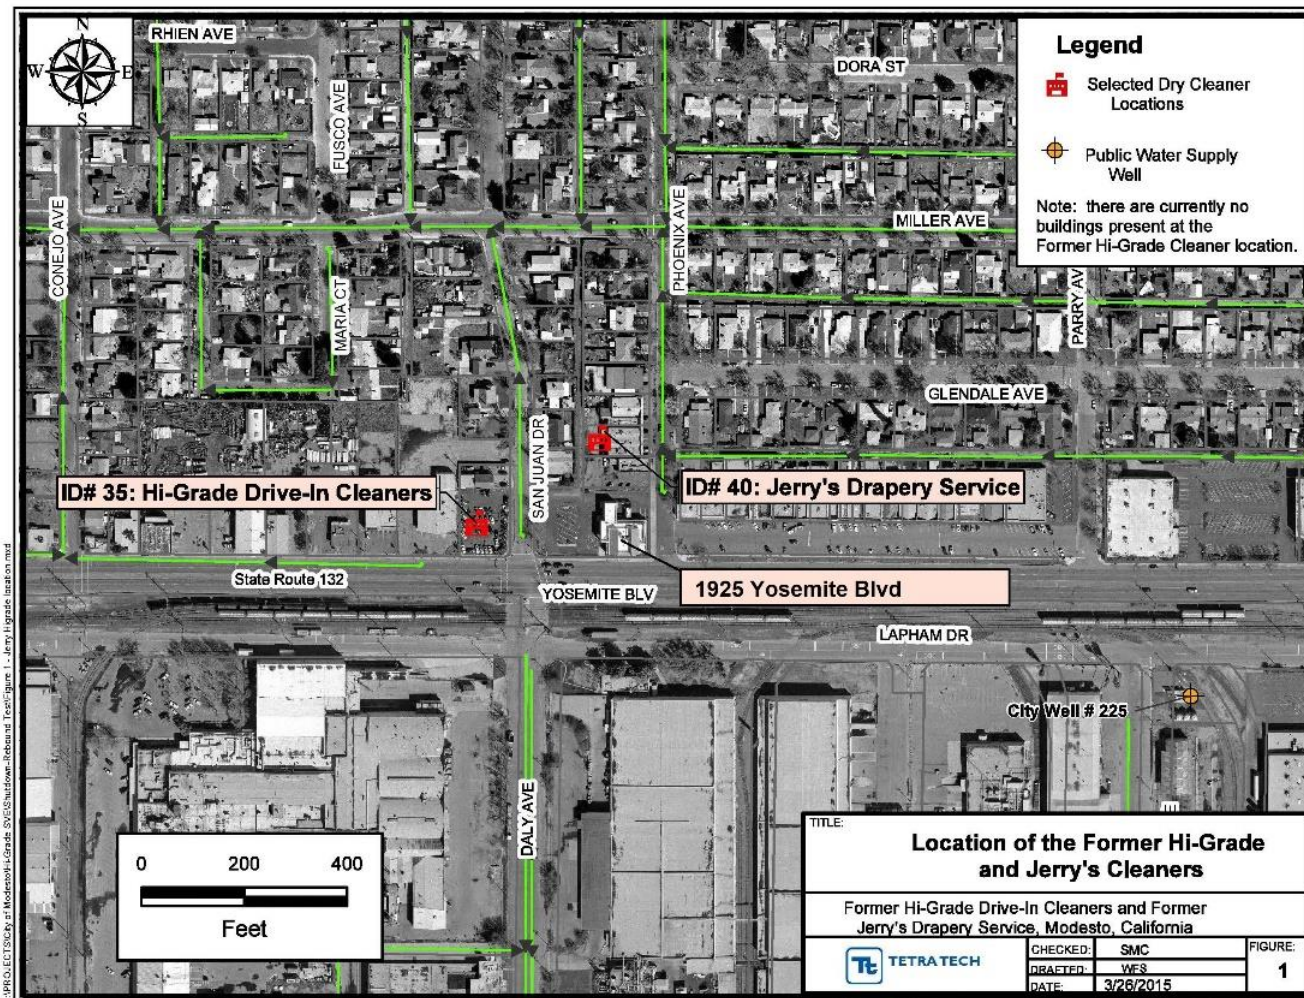 N
W E
S
RHIEN AVE
FUSCO AVE
DORA ST
CONEJO AVE
MARIA CT
PHOENIX AVE
MILLER AVE
PARRY AV
GLENDALE AVE
SAN JUAN DR
ID# 35: Hi-Grade Drive-In Cleaners
ID# 40: Jerry's Drapery Service
1925 Yosemite Blvd
State Route 132
YOSEMITE BLV
LAPHAM DR
City Well # 225
DALY AVE
E
Legend
Selected Dry Cleaner
Locations
Public Water Supply
Well
Note: there are currently no
buildings present at the
Former Hi-Grade Cleaner location.
0 200 400
Feet
TITLE:
Location of the Former Hi-Grade
and Jerry's Cleaners
Former Hi-Grade Drive-In Cleaners and Former
Jerry's Drapery Service, Modesto, California
Tt TETRA TECH
CHECKED: SMC
DRAFTED: WFS
DATE: 3/26/2015
FIGURE:
1